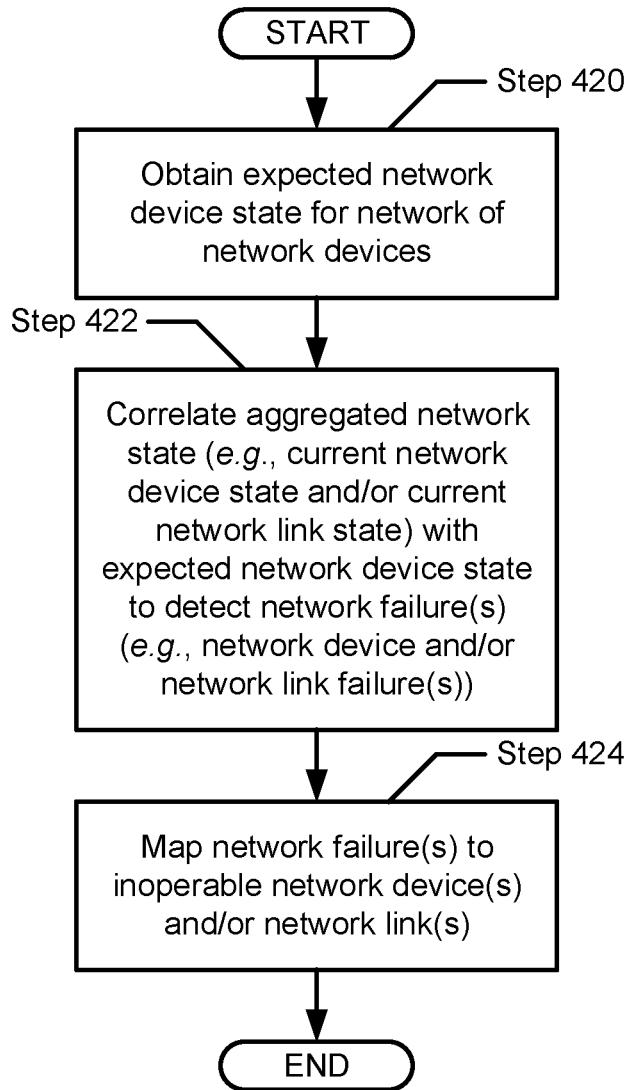 START
Step 420
Obtain expected network
device state for network of
network devices
Step 422
Correlate aggregated network
state (e.g., current network
device state and/or current
network link state) with
expected network device state
to detect network failure(s)
(e.g., network device and/or
network link failure(s))
Step 424
Map network failure(s) to
inoperable network device(s)
and/or network link(s)
END